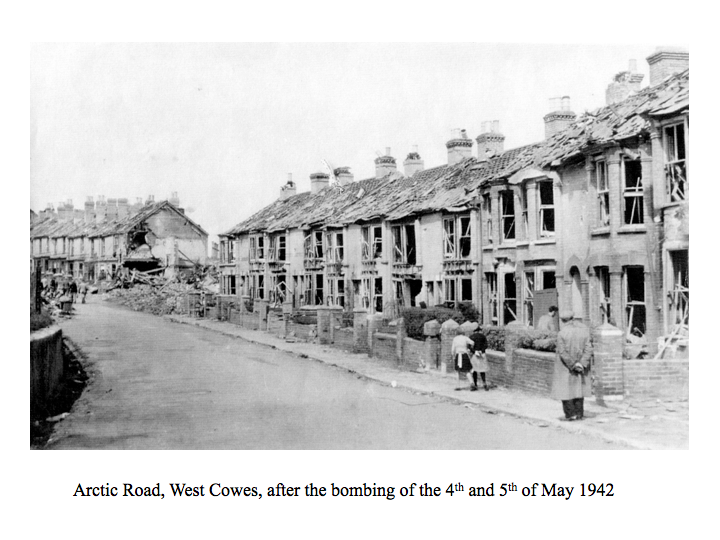 Arctic Road, West Cowes, after the bombing of the 4th and 5th of May 1942